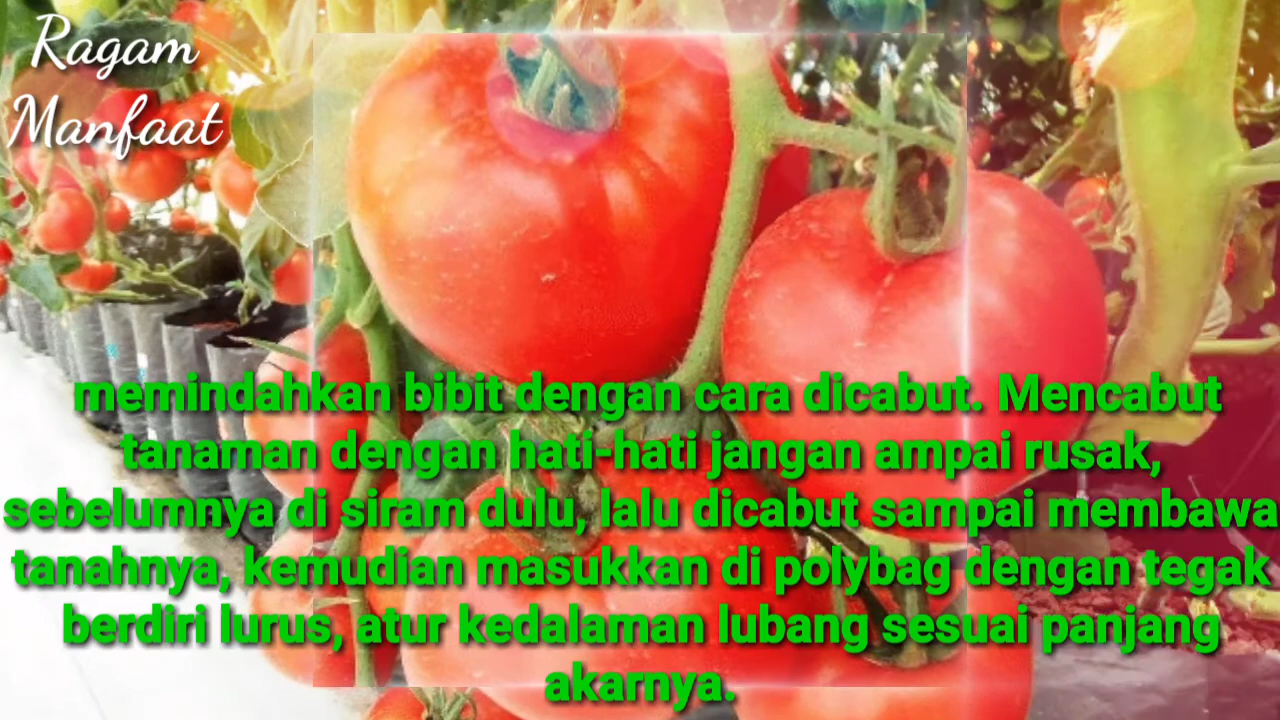 Ragam
Manfaat
memindahkan bibit dengan cara dicabut. Mencabut
tanaman dengan hati-hati jangan ampai rusak,
sebelumnya di siram dulu, lalu dicabut sampai membawa
tanahnya, kemudian masukkan di polybag dengan tegak
berdiri lurus, atur kedalaman lubang sesuai panjang
akarnya.